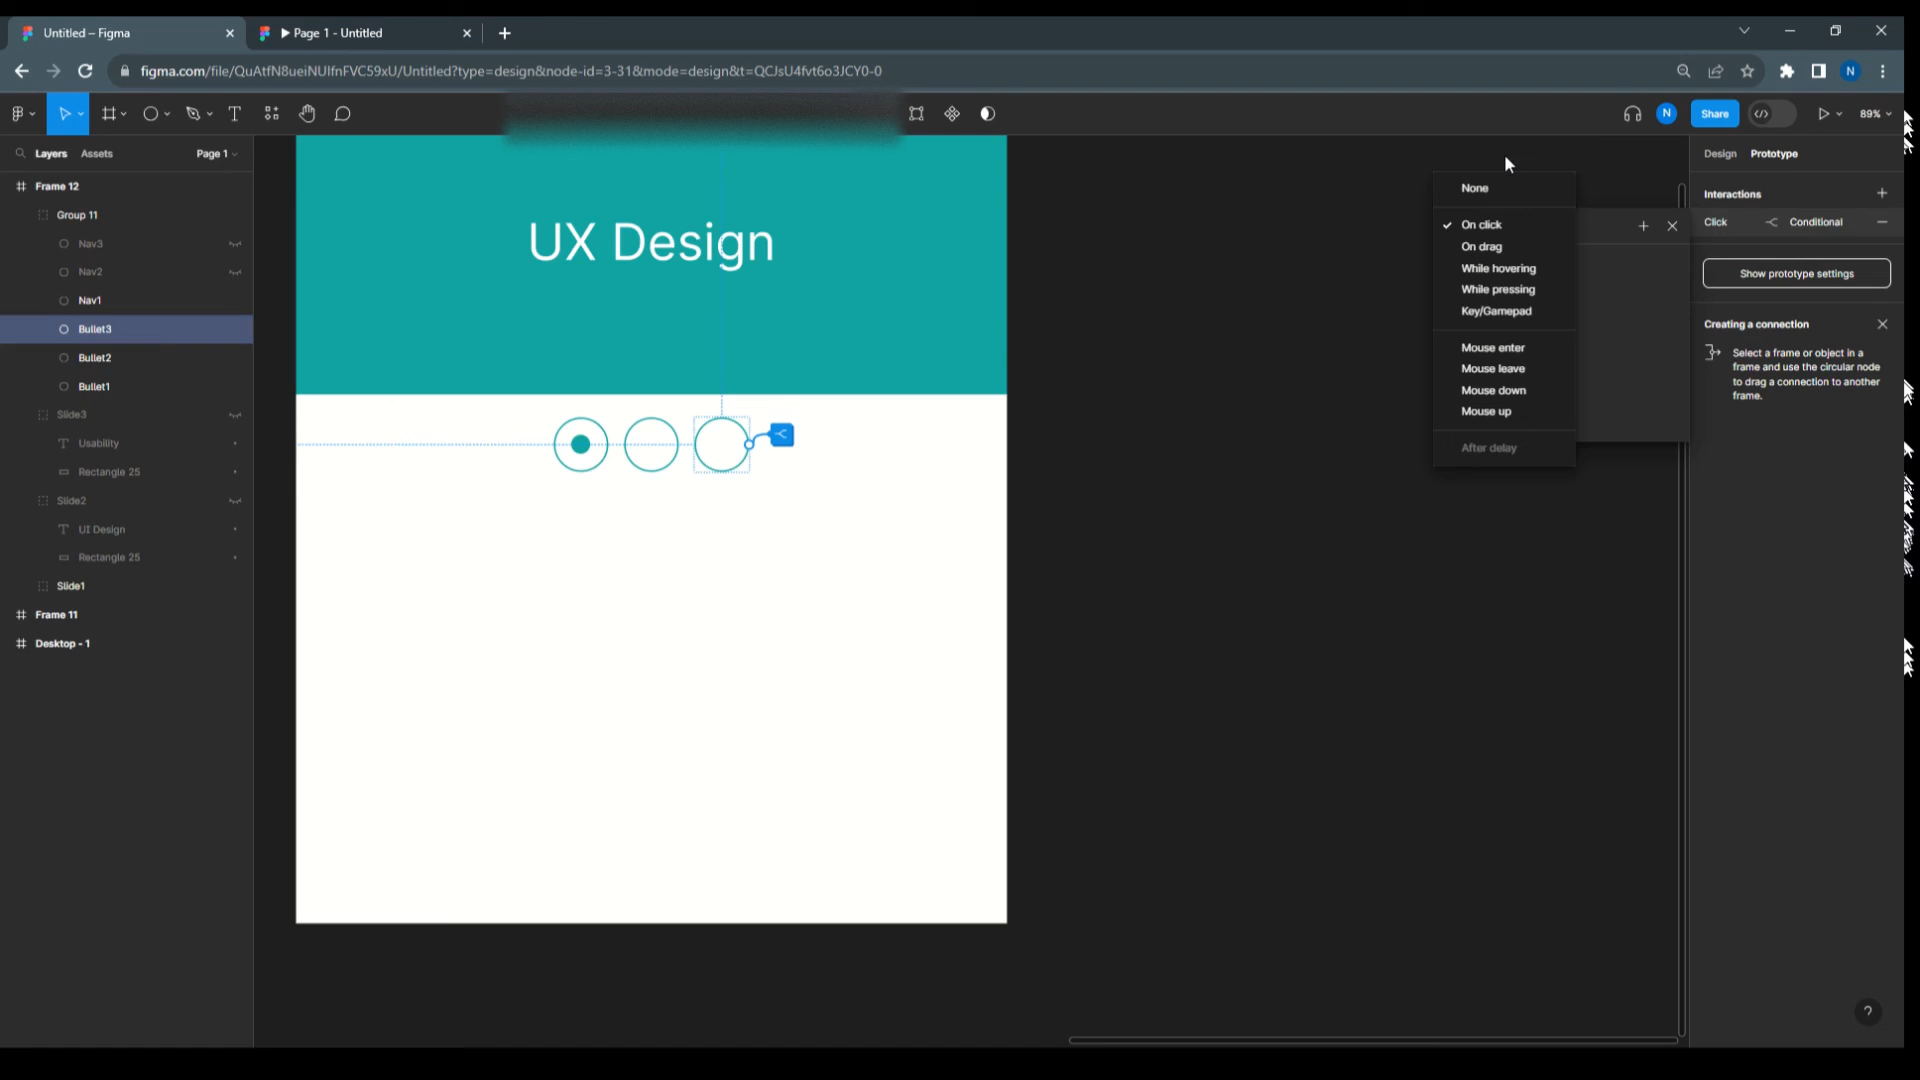 Untitled – Figma
Page 1 - Untitled
figma.com/file/QuAtfN8ueiNUIfnFVC59xU/Untitled?type=design&node-id=3-31&mode=design&t=QCJsU4fvt6o3JCY0-0
N
N
Share
89%
Layers
Assets
Page 1
Frame 12
Group 11
Nav3
Nav2
Nav1
Bullet3
Bullet2
Bullet1
Slide3
Usability
Rectangle 25
Slide2
UI Design
Rectangle 25
Slide1
Frame 11
Desktop - 1
UX Design
None
On click
On drag
While hovering
While pressing
Key/Gamepad
Mouse enter
Mouse leave
Mouse down
Mouse up
After delay
Design
Prototype
Interactions
Click
Conditional
Show prototype settings
Creating a connection
Select a frame or object in a
frame and use the circular node
to drag a connection to another
frame.
?